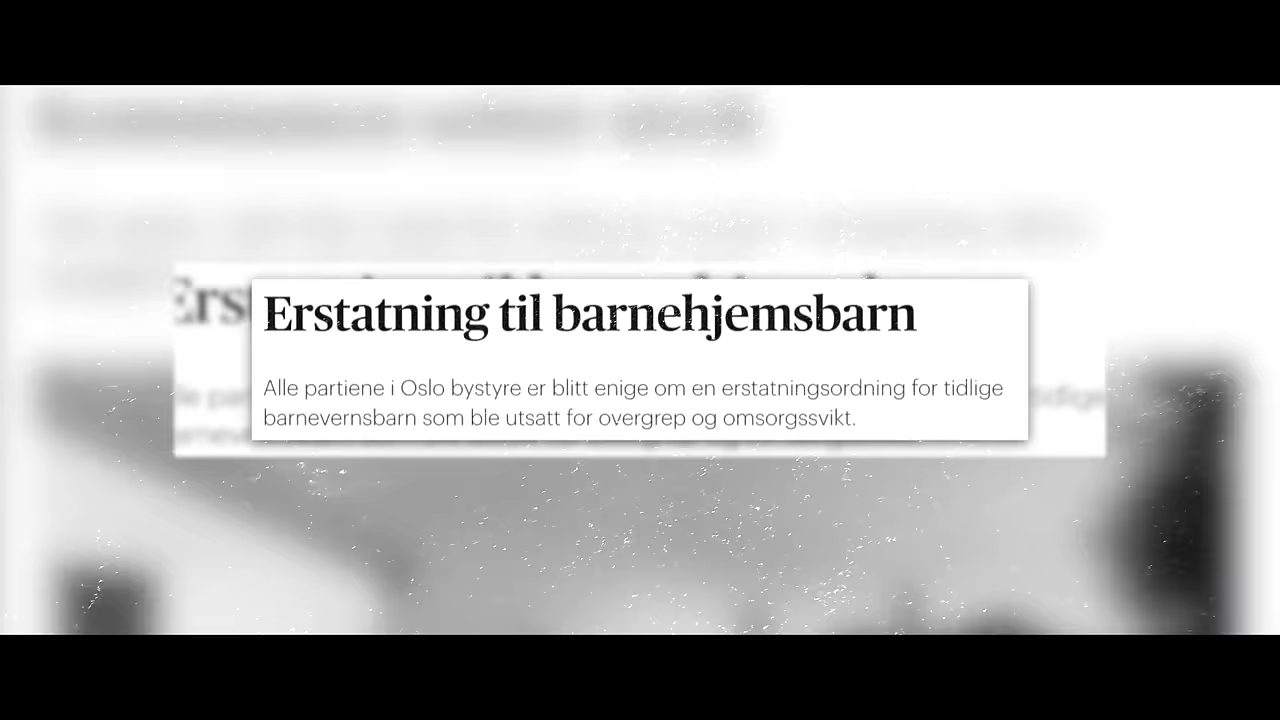 Erstatning til barnehjemsbarn
Alle partiene i Oslo bystyre er blitt enige om en erstatningsordning for tidlige
barnevernsbarn som ble utsatt for overgrep og omsorgssvikt.